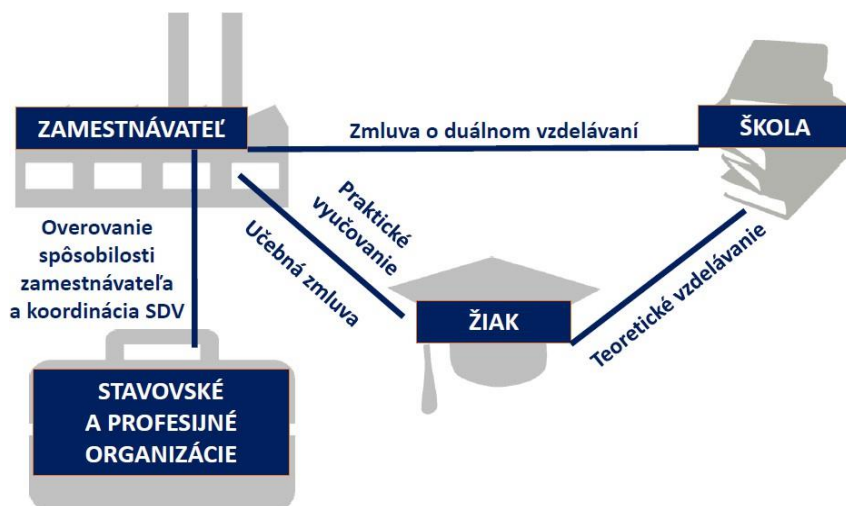 ZAMESTNÁVATEĽ
Zmluva o duálnom vzdelávaní
ŠKOLA
Overovanie
spôsobilosti
zamestnávateľa
a koordinácia SDV
Praktické
vyučovanie
Učebná zmluva
ŽIAK
Teoretické vzdelávanie
STAVOVSKÉ
A PROFESIJNÉ
ORGANIZÁCIE